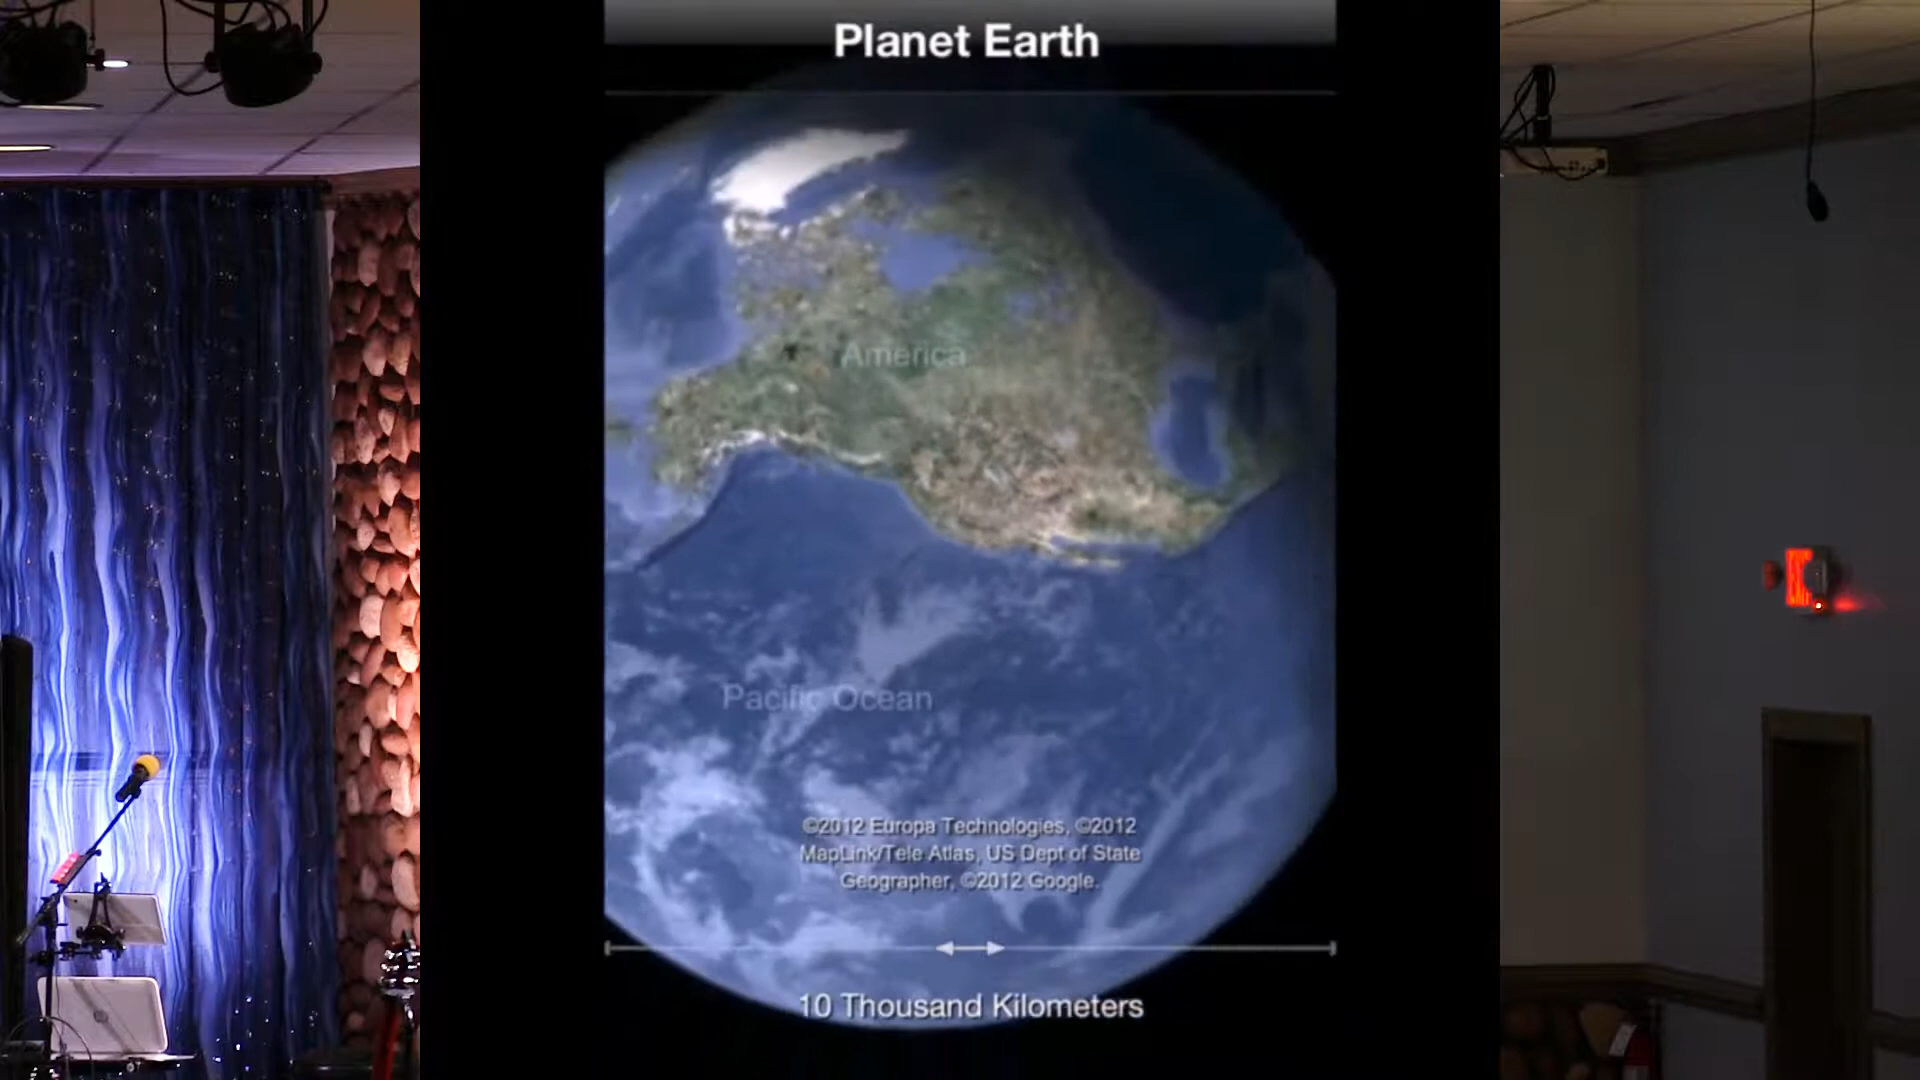 Planet Earth
America
Pacific Ocean
©2012 Europa Technologies, ©2012
MapLink/Tele Atlas, US Dept of State
Geographer, ©2012 Google.
10 Thousand Kilometers